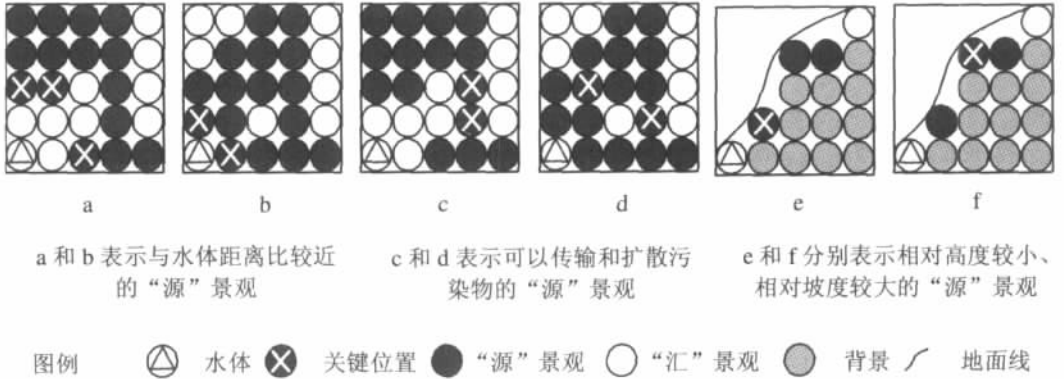 a
b
c
d
e
f
a 和 b 表示与水体距离比较近
的“源”景观
c 和 d 表示可以传输和扩散污
染物的“源”景观
e 和 f 分别表示相对高度较小、
相对坡度较大的“源”景观
图例 水体 关键位置 “源”景观 “汇”景观 背景 地面线